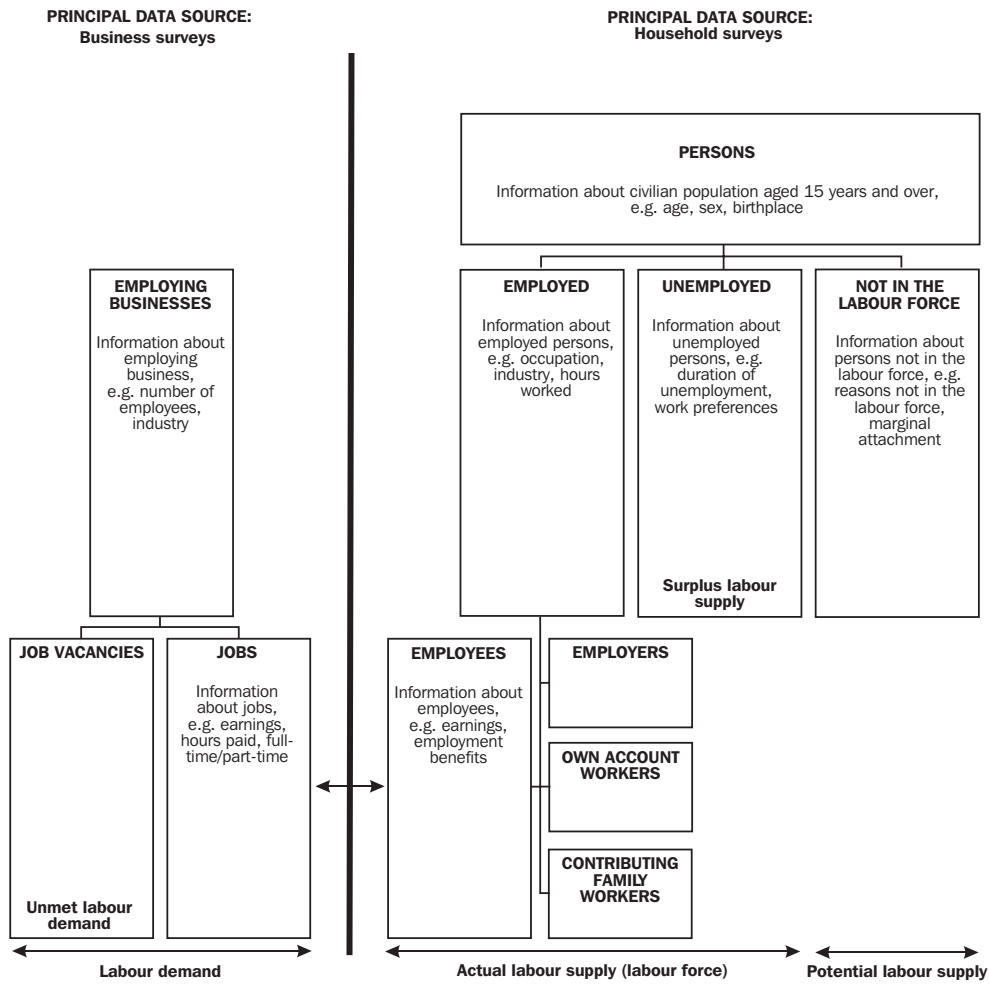 PRINCIPAL DATA SOURCE:
Business surveys
PRINCIPAL DATA SOURCE:
Household surveys
PERSONS
Information about civilian population aged 15 years and over,
e.g. age, sex, birthplace
EMPLOYING
BUSINESSES
Information about
employing
business,
e.g. number of
employees,
industry
EMPLOYED
Information about
employed persons,
e.g. occupation,
industry, hours
worked
UNEMPLOYED
Information about
unemployed
persons, e.g.
duration of
unemployment,
work preferences
Surplus labour
supply
NOT IN THE
LABOUR FORCE
Information about
persons not in the
labour force, e.g.
reasons not in the
labour force,
marginal
attachment
JOB VACANCIES
Unmet labour
demand
JOBS
Information
about jobs,
e.g. earnings,
hours paid, full-
time/part-time
EMPLOYEES
Information about
employees,
e.g. earnings,
employment
benefits
EMPLOYERS
OWN ACCOUNT
WORKERS
CONTRIBUTING
FAMILY
WORKERS
Labour demand
Actual labour supply (labour force)
Potential labour supply